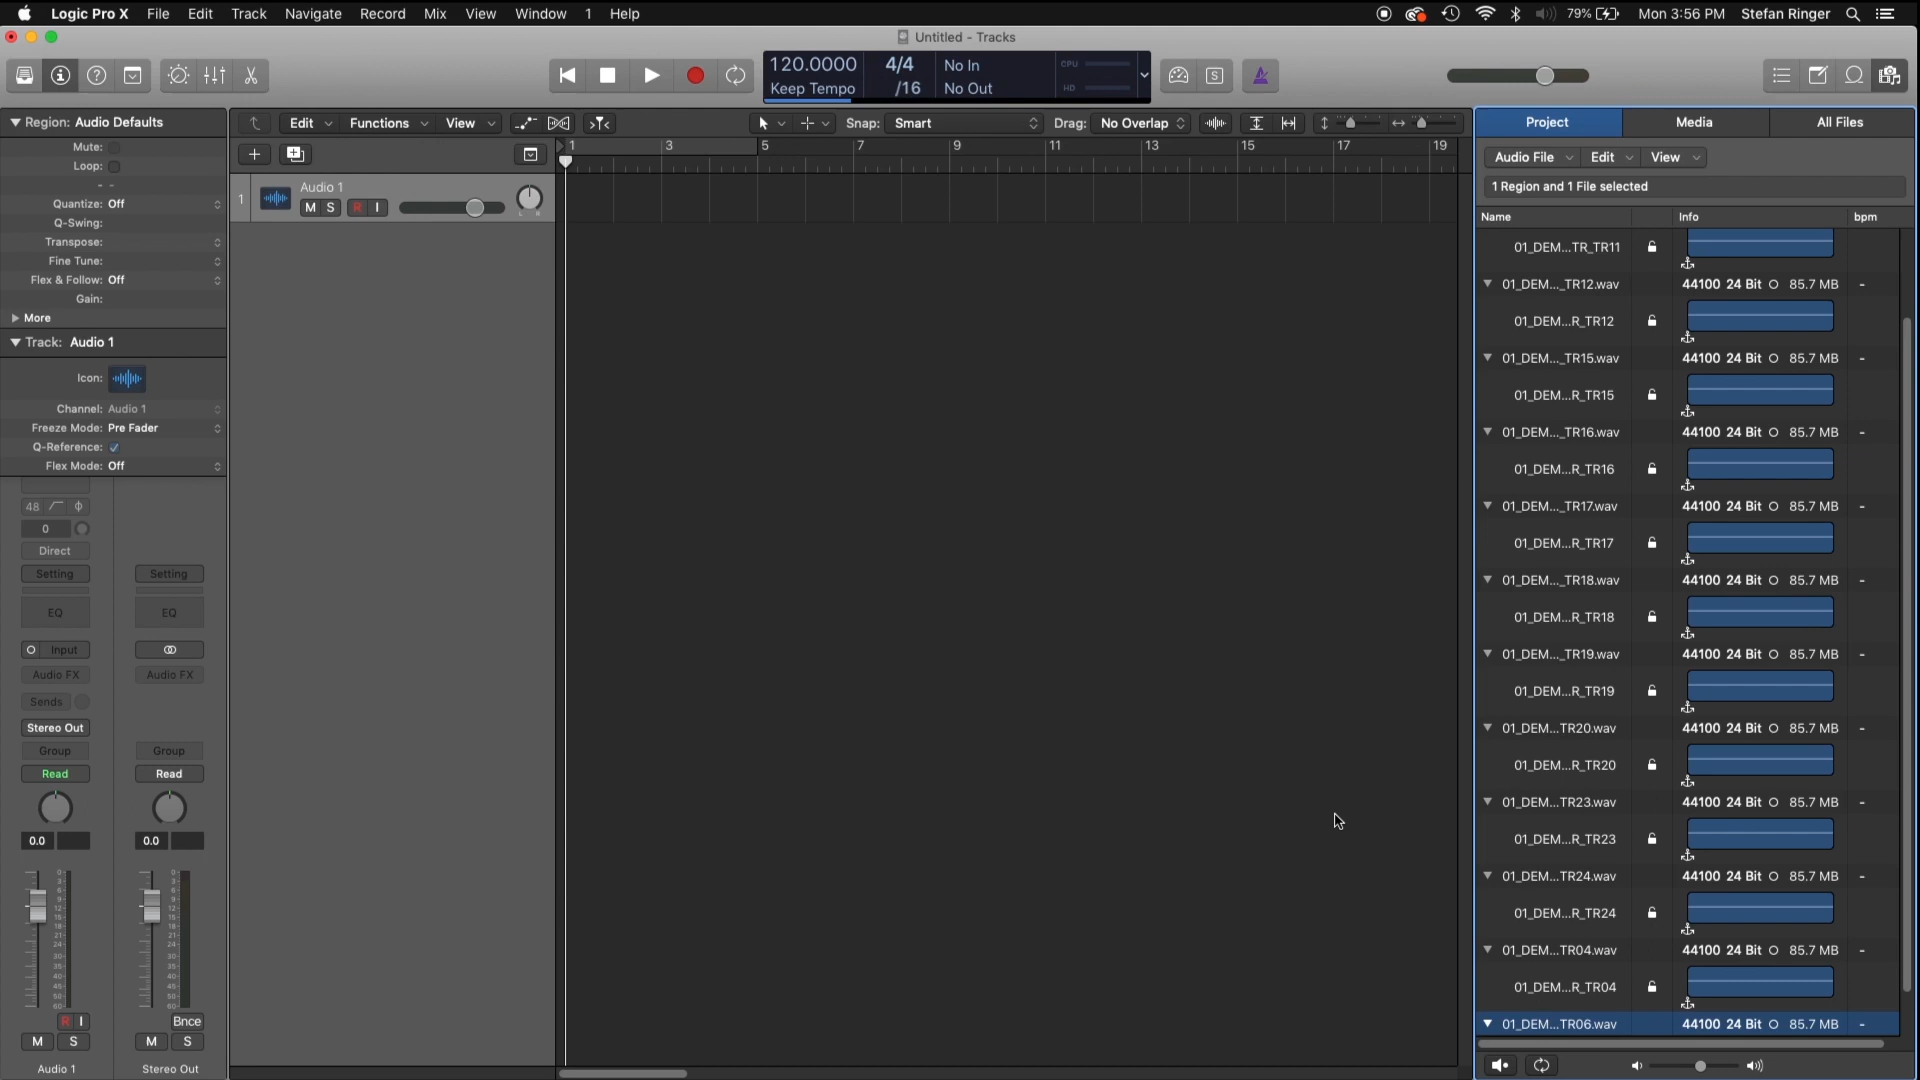 Logic Pro X File Edit Track Navigate Record Mix View Window 1 Help 79% Mon 3:56 PM Stefan Ringer
Untitled - Tracks
120.0000 4/4 No In CPU
Keep Tempo /16 No Out HD
S
Region: Audio Defaults
Mute:
Loop:
- -
Quantize: Off
Q-Swing:
Transpose:
Fine Tune:
Flex & Follow: Off
Gain:
More
Track: Audio 1
Icon:
Channel: Audio 1
Freeze Mode: Pre Fader
Q-Reference:
Flex Mode: Off
48
0
Direct
Setting Setting
EQ EQ
Input
Audio FX Audio FX
Sends
Stereo Out
Group Group
Read Read
0.0 0.0
R I Bnce
M S M S
Audio 1 Stereo Out
Edit Functions View Snap: Smart Drag: No Overlap
1 3 5 7 9 11 13 15 17 19
1 Audio 1
M S R I
L R
Project Media All Files
Audio File Edit View
1 Region and 1 File selected
Name Info bpm
01_DEM...TR_TR11
01_DEM..._TR12.wav 44100 24 Bit 85.7 MB -
01_DEM...R_TR12
01_DEM..._TR15.wav 44100 24 Bit 85.7 MB -
01_DEM...R_TR15
01_DEM..._TR16.wav 44100 24 Bit 85.7 MB -
01_DEM...R_TR16
01_DEM..._TR17.wav 44100 24 Bit 85.7 MB -
01_DEM...R_TR17
01_DEM..._TR18.wav 44100 24 Bit 85.7 MB -
01_DEM...R_TR18
01_DEM..._TR19.wav 44100 24 Bit 85.7 MB -
01_DEM...R_TR19
01_DEM...TR20.wav 44100 24 Bit 85.7 MB -
01_DEM...R_TR20
01_DEM...TR23.wav 44100 24 Bit 85.7 MB -
01_DEM...R_TR23
01_DEM...TR24.wav 44100 24 Bit 85.7 MB -
01_DEM...R_TR24
01_DEM...TR04.wav 44100 24 Bit 85.7 MB -
01_DEM...R_TR04
01_DEM...TR06.wav 44100 24 Bit 85.7 MB -